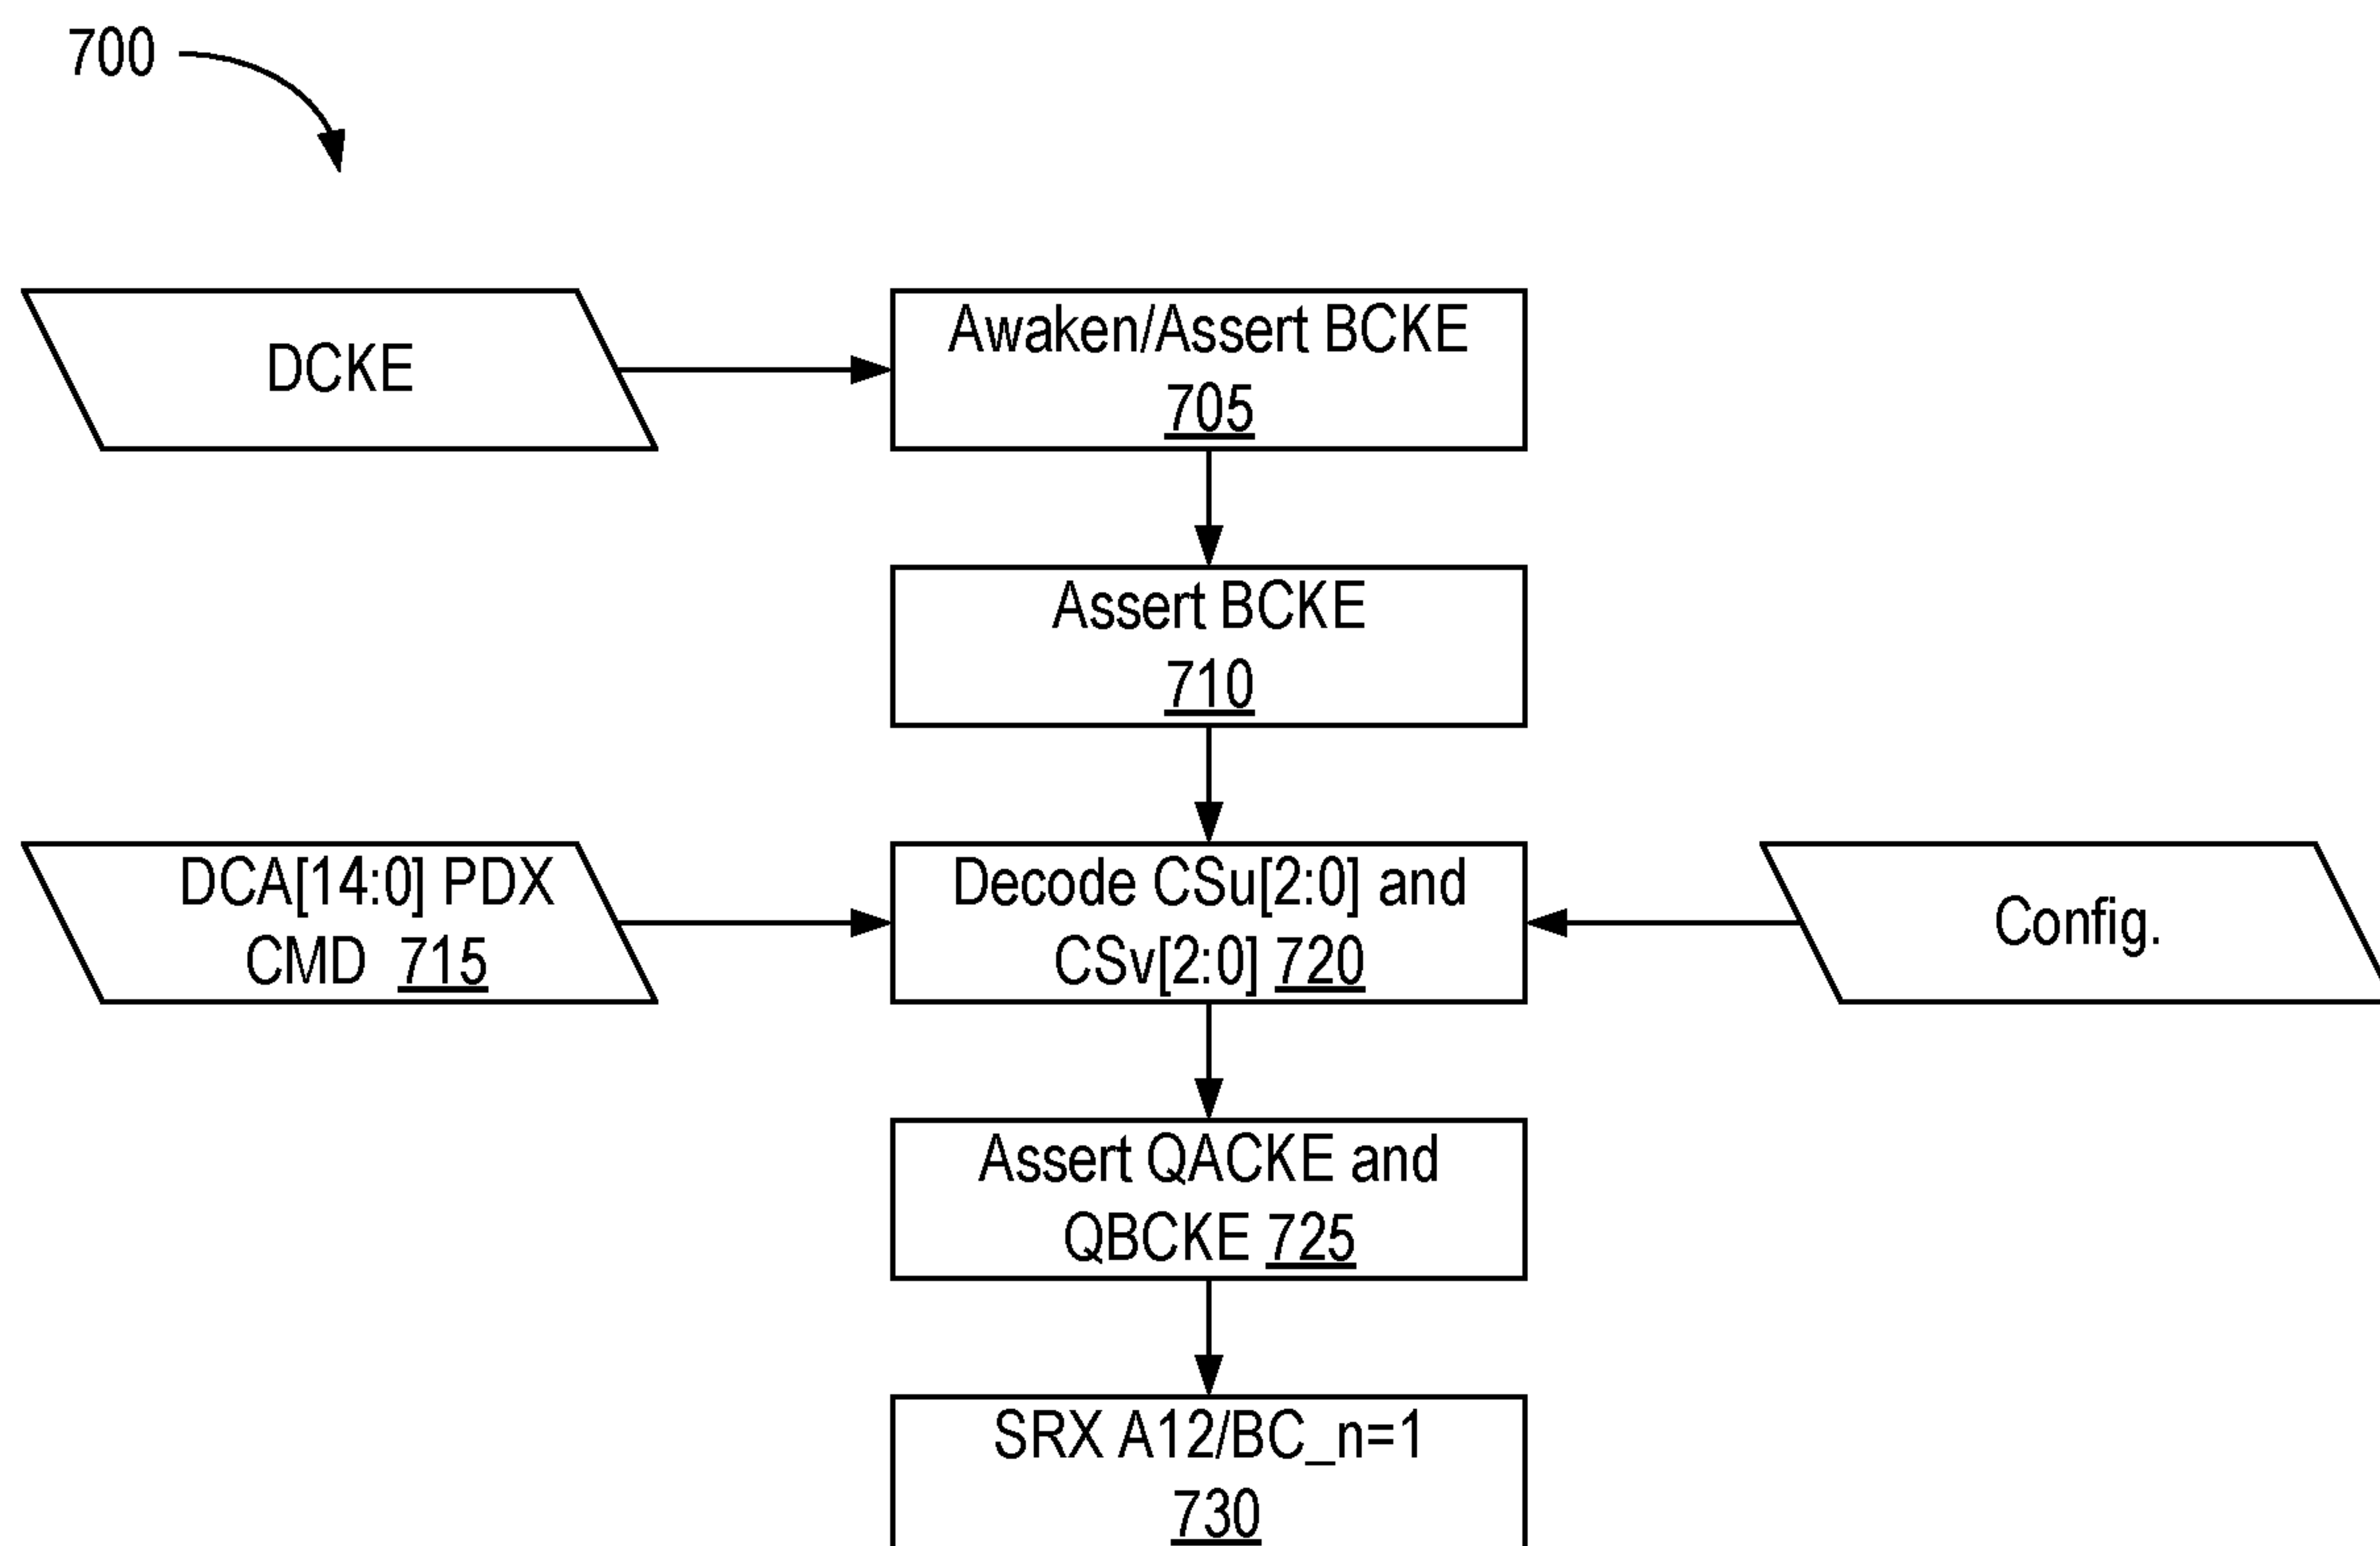 700
DCKE
Awaken/Assert BCKE
705
Assert BCKE
710
DCA[14:0] PDX
CMD 715
Decode CSu[2:0] and
CSv[2:0] 720
Config.
Assert QACKE and
QBCKE 725
SRX A12/BC_n=1
730